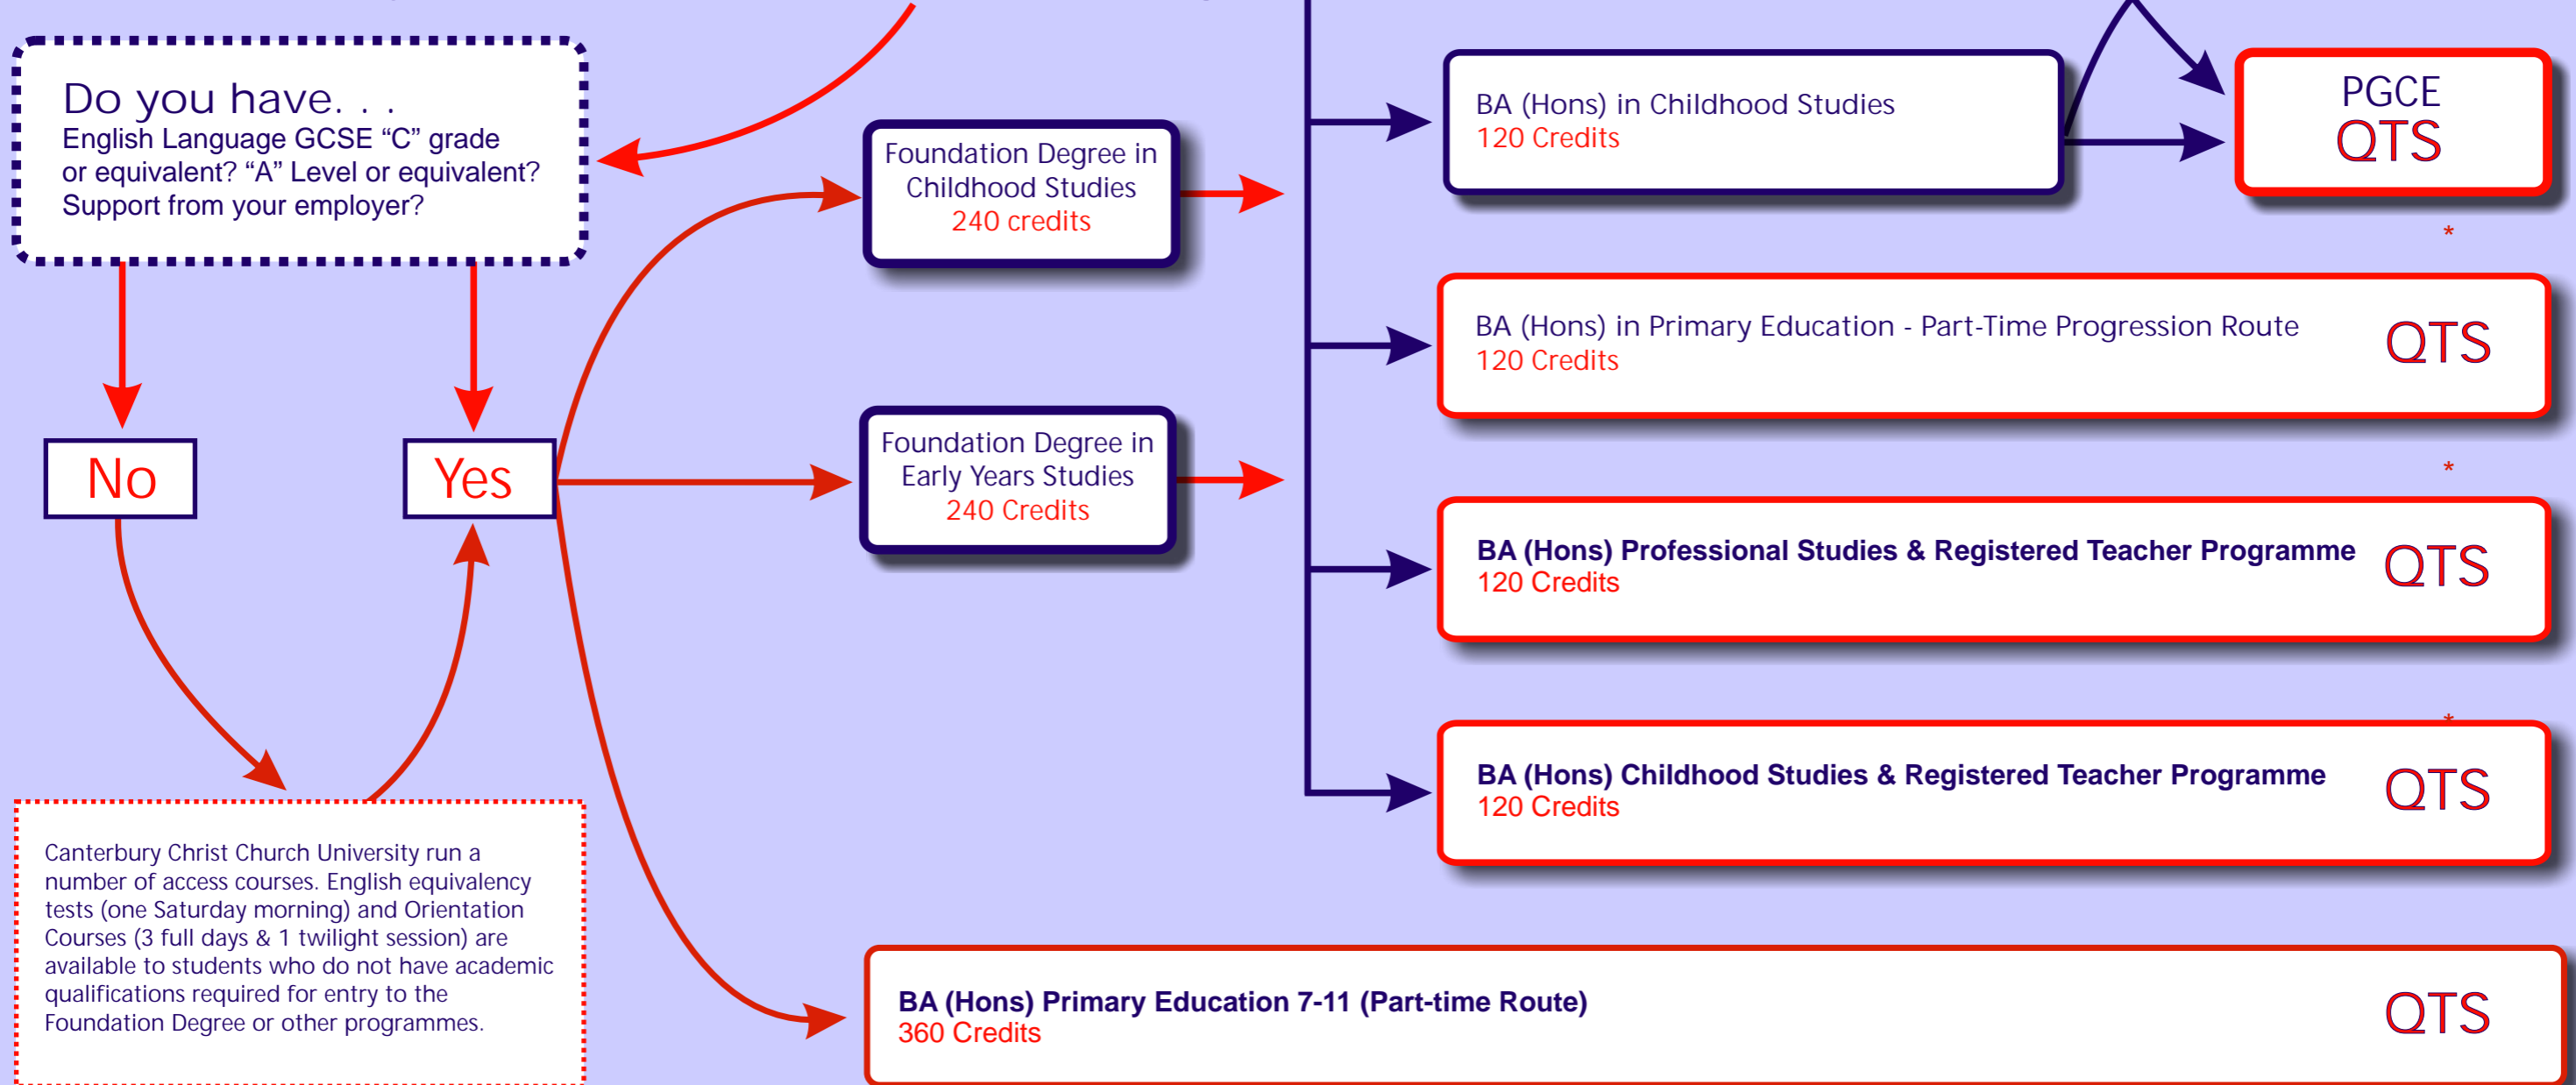 Do you have. . .
English Language GCSE “C” grade
or equivalent? “A” Level or equivalent?
Support from your employer?
No
Yes
Canterbury Christ Church University run a
number of access courses. English equivalency
tests (one Saturday morning) and Orientation
Courses (3 full days & 1 twilight session) are
available to students who do not have academic
qualifications required for entry to the
Foundation Degree or other programmes.
Foundation Degree in
Childhood Studies
240 credits
Foundation Degree in
Early Years Studies
240 Credits
BA (Hons) in Childhood Studies
120 Credits
PGCE
QTS
*
BA (Hons) in Primary Education - Part-Time Progression Route
120 Credits
QTS
*
BA (Hons) Professional Studies & Registered Teacher Programme
120 Credits
QTS
*
BA (Hons) Childhood Studies & Registered Teacher Programme
120 Credits
QTS
BA (Hons) Primary Education 7-11 (Part-time Route)
360 Credits
QTS